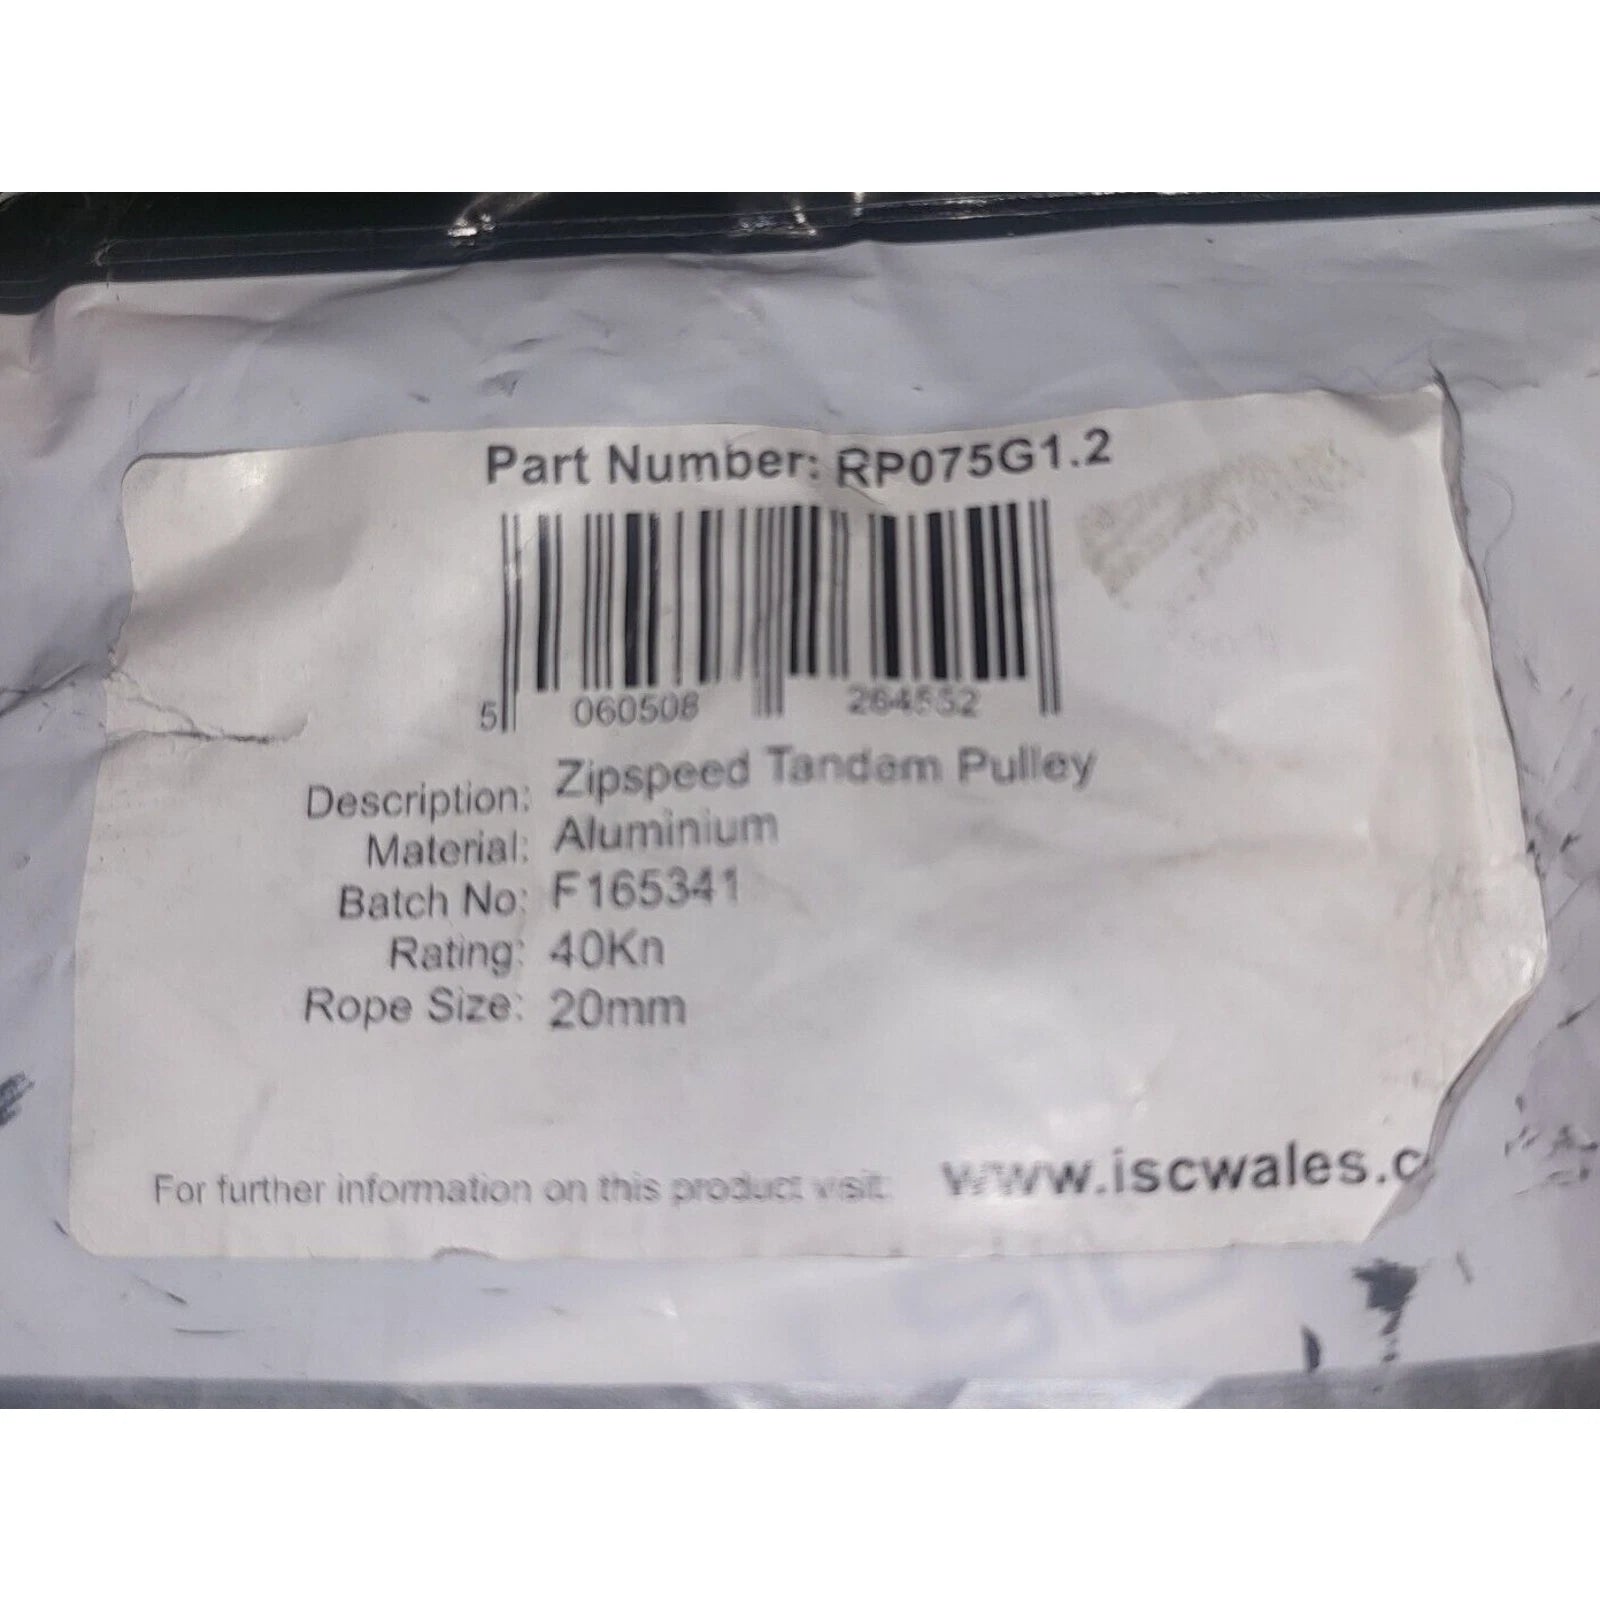 Part Number: RP075G1.2
5 060508 264552
Description: Zipspeed Tandem Pulley
Material: Aluminium
Batch No: F165341
Rating: 40Kn
Rope Size: 20mm
For further information on this product visit: www.iscwales.c